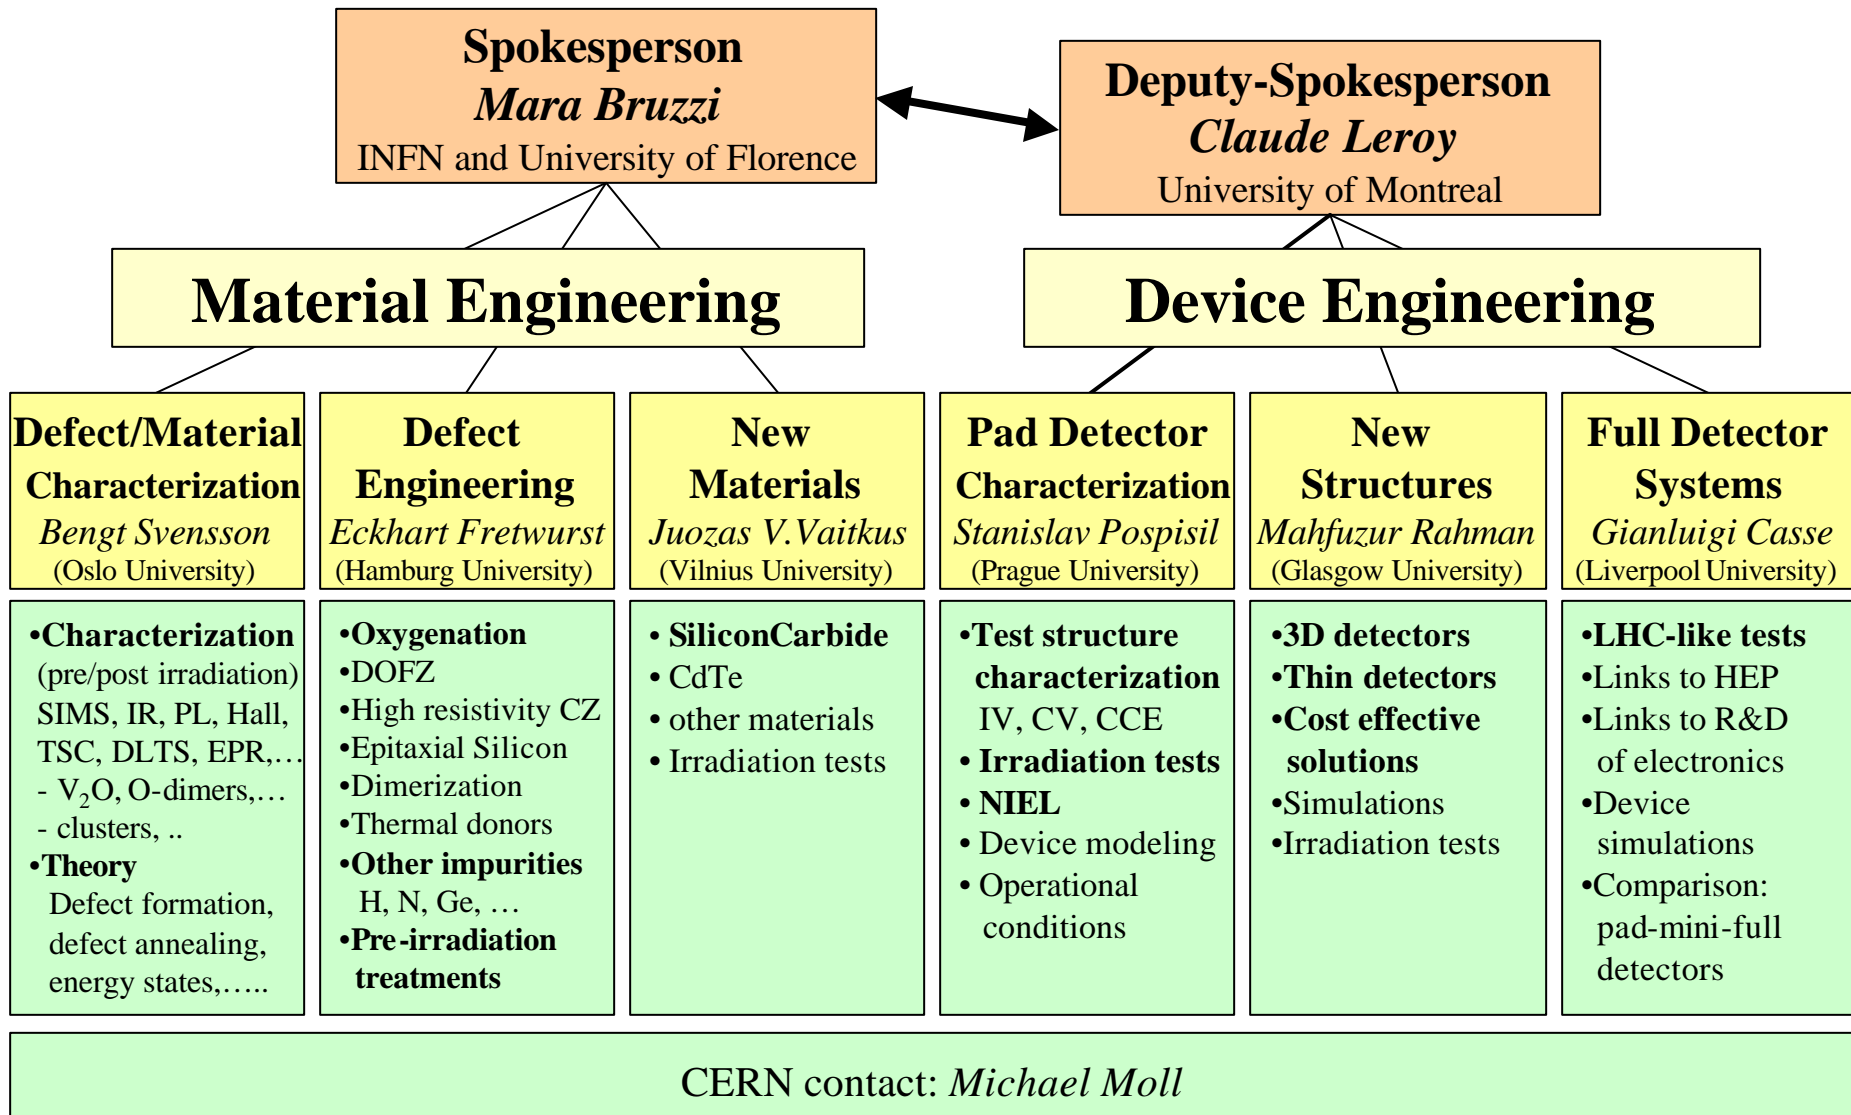 Spokesperson
Mara Bruzzi
INFN and University of Florence
Deputy-Spokesperson
Claude Leroy
University of Montreal
Material Engineering
Device Engineering
Defect/Material
Characterization
Bengt Svensson
(Oslo University)
Defect
Engineering
Eckhart Fretwurst
(Hamburg University)
New
Materials
Juozas V.Vaitkus
(Vilnius University)
Pad Detector
Characterization
Stanislav Pospisil
(Prague University)
New
Structures
Mahfuzur Rahman
(Glasgow University)
Full Detector
Systems
Gianluigi Casse
(Liverpool University)
•Characterization
(pre/post irradiation)
SIMS, IR, PL, Hall,
TSC, DLTS, EPR,…
- V₂O, O-dimers,…
- clusters, ..
•Theory
Defect formation,
defect annealing,
energy states,…..
•Oxygenation
•DOFZ
•High resistivity CZ
•Epitaxial Silicon
•Dimerization
•Thermal donors
•Other impurities
H, N, Ge, …
•Pre-irradiation
treatments
• SiliconCarbide
• CdTe
• other materials
• Irradiation tests
•Test structure
characterization
IV, CV, CCE
• Irradiation tests
• NIEL
• Device modeling
• Operational
conditions
•3D detectors
•Thin detectors
•Cost effective
solutions
•Simulations
•Irradiation tests
•LHC-like tests
•Links to HEP
•Links to R&D
of electronics
•Device
simulations
•Comparison:
pad-mini-full
detectors
CERN contact: Michael Moll